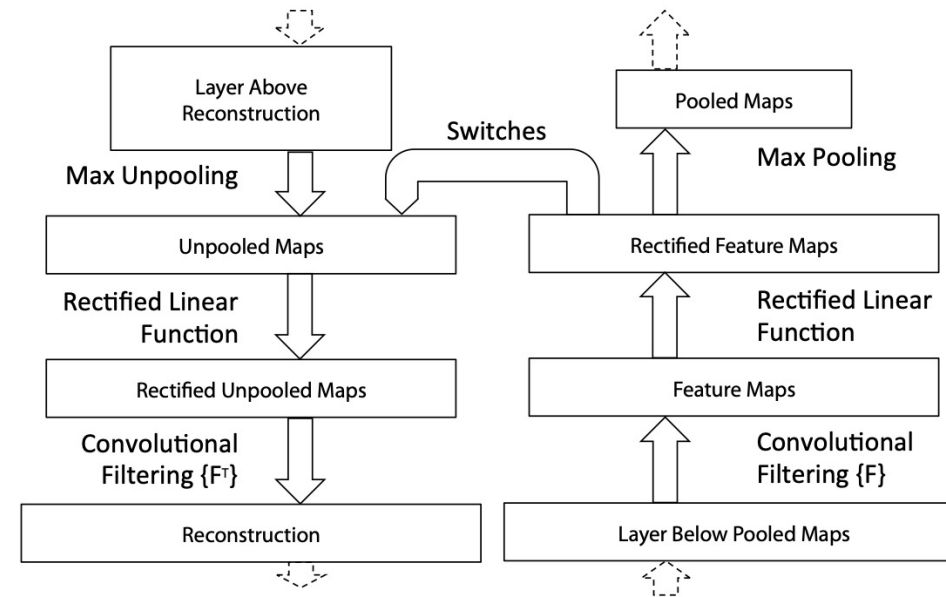 Layer Above
Reconstruction
Switches
Pooled Maps
Max Unpooling
Max Pooling
Unpooled Maps
Rectified Feature Maps
Rectified Linear
Function
Rectified Linear
Function
Rectified Unpooled Maps
Feature Maps
Convolutional
Filtering {Fᵀ}
Convolutional
Filtering {F}
Reconstruction
Layer Below Pooled Maps